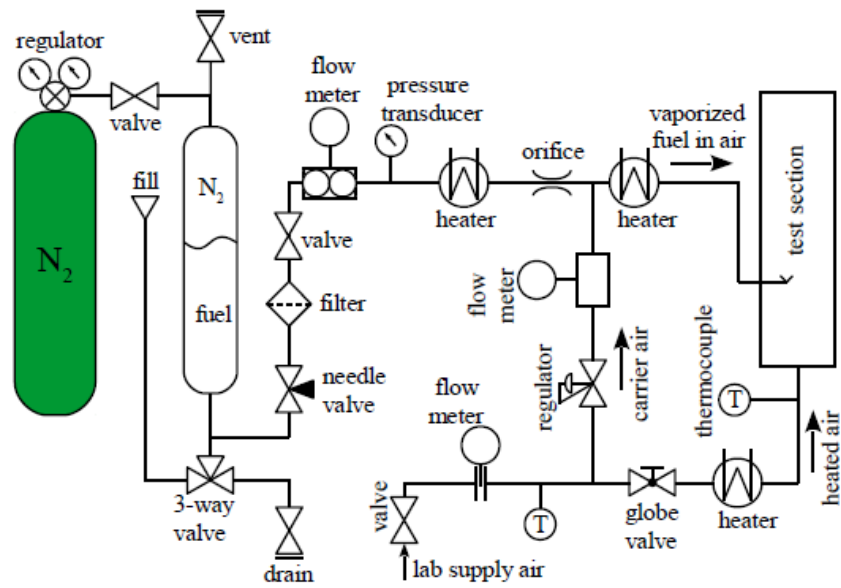 regulator
vent
valve
flow
meter
pressure
transducer
vaporized
fuel in air
orifice
fill
N2
N2
heater
heater
test section
valve
fuel
filter
flow
meter
needle
valve
flow
meter
regulator
carrier air
thermocouple
T
heated air
3-way
valve
valve
T
globe
valve
heater
drain
lab supply air